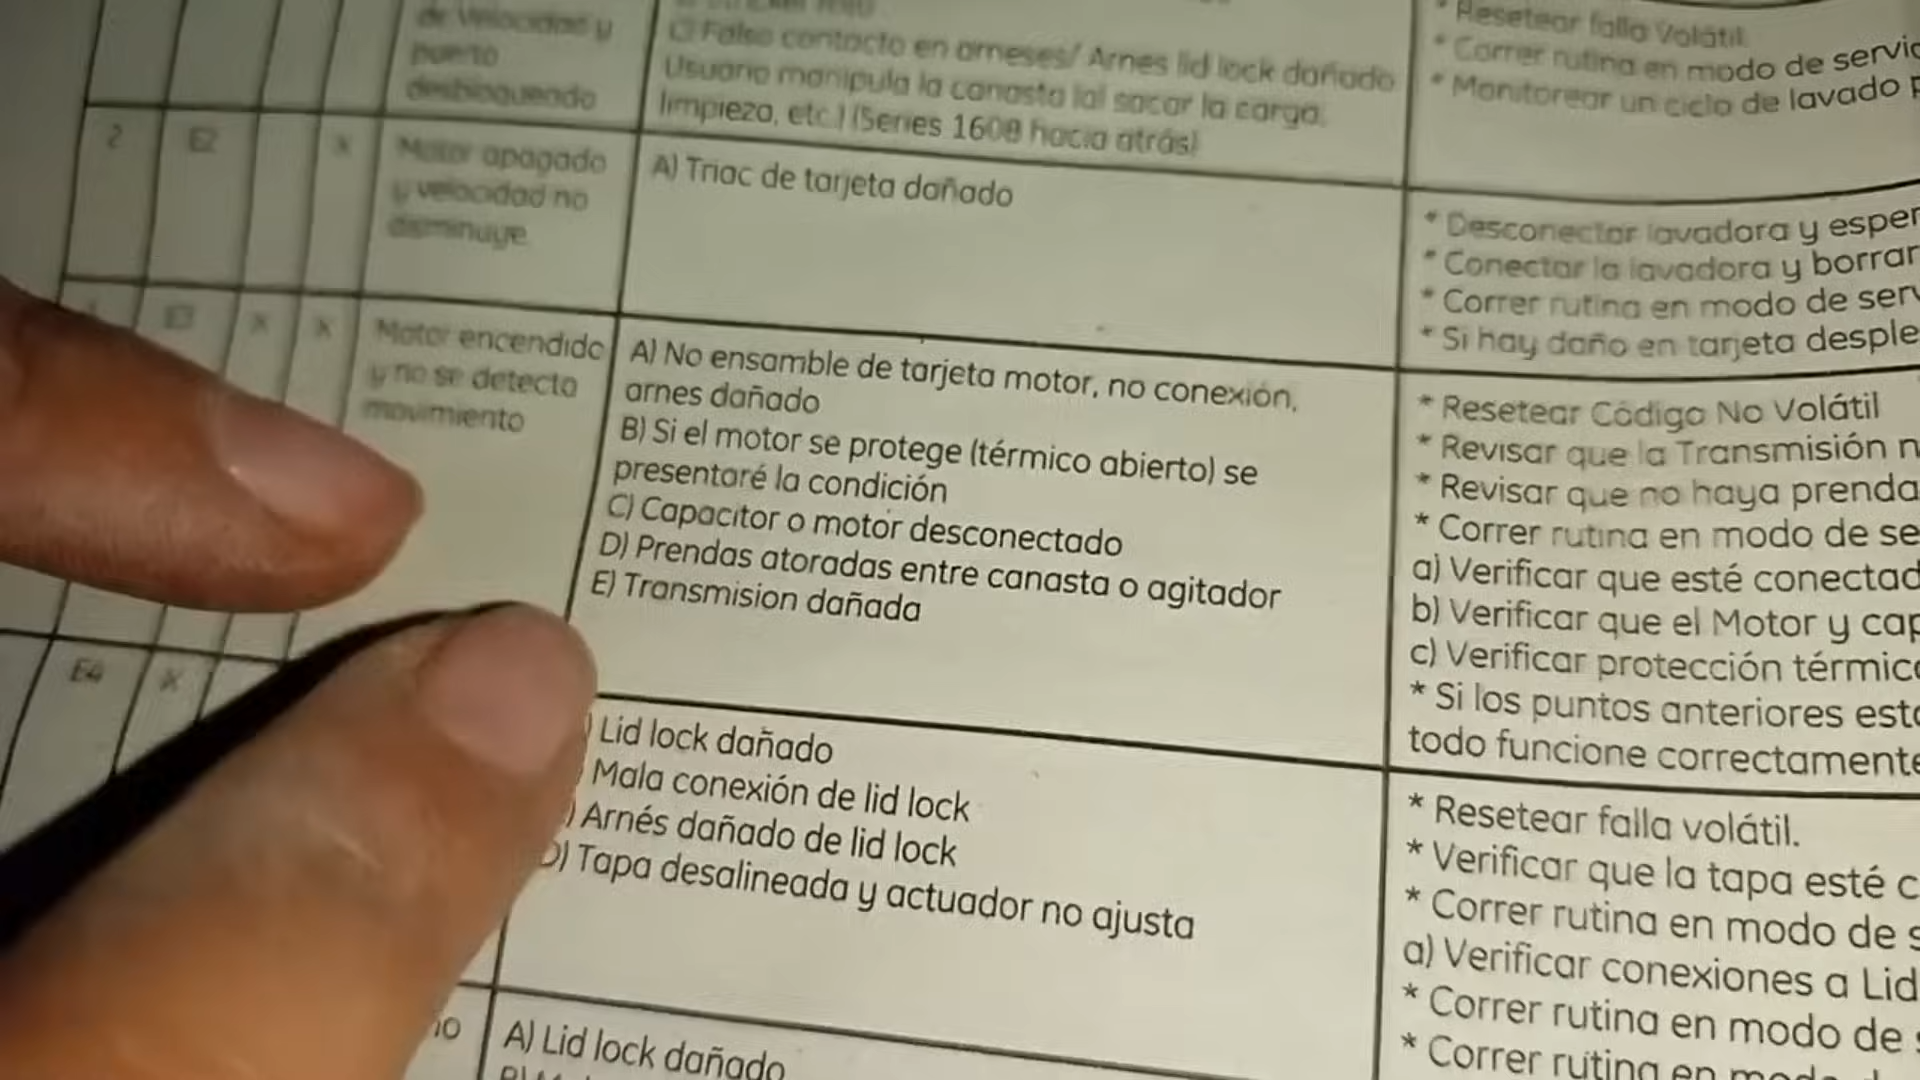 de Velocidad y
puerto
desbloqueado
C) Falso contacto en arneses/ Arnes lid lock dañado
Usuario manipula la canasta (al sacar la carga,
limpieza, etc.) (Series 1608 hacia atrás)
* Resetear falla Volátil
* Correr rutina en modo de servic
* Monitorear un ciclo de lavado p
2
E2
X
Motor apagado
y velocidad no
disminuye
A) Triac de tarjeta dañado
* Desconectar lavadora y esper
* Conectar la lavadora y borrar
* Correr rutina en modo de serv
* Si hay daño en tarjeta desple
E3
X
X
Motor encendido
y no se detecta
movimiento
A) No ensamble de tarjeta motor, no conexión,
arnes dañado
B) Si el motor se protege (térmico abierto) se
presentaré la condición
C) Capacitor o motor desconectado
D) Prendas atoradas entre canasta o agitador
E) Transmision dañada
* Resetear Código No Volátil
* Revisar que la Transmisión n
* Revisar que no haya prenda
* Correr rutina en modo de se
a) Verificar que esté conectad
b) Verificar que el Motor y cap
c) Verificar protección térmic
* Si los puntos anteriores est
todo funcione correctamente
E4
X
) Lid lock dañado
) Mala conexión de lid lock
) Arnés dañado de lid lock
D) Tapa desalineada y actuador no ajusta
* Resetear falla volátil.
* Verificar que la tapa esté c
* Correr rutina en modo de s
a) Verificar conexiones a Lid
* Correr rutina en modo de s
* Correr rutina en modo
A) Lid lock dañado